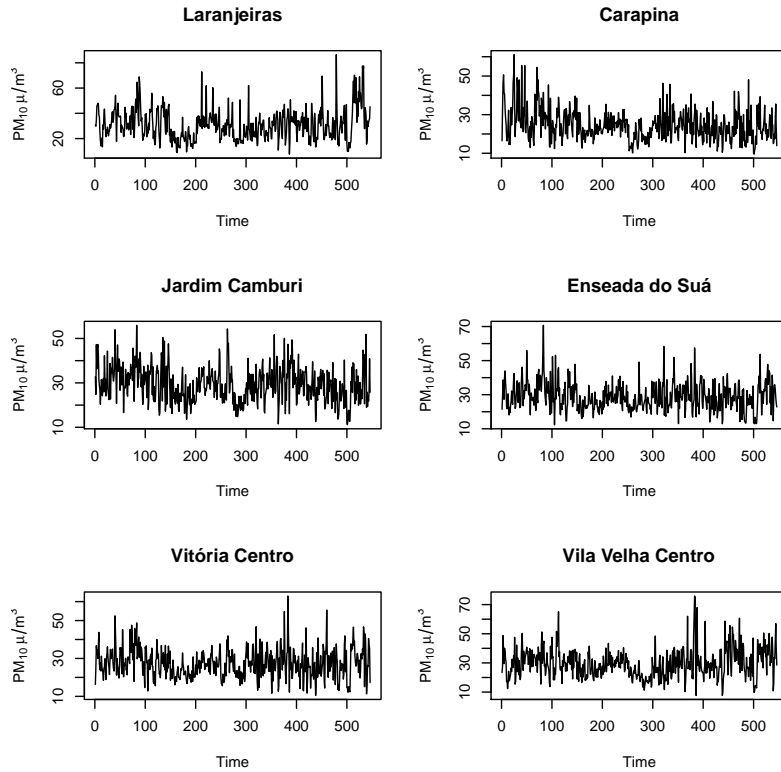 Laranjeiras
PM10 μ/m³
20 60
0 100 200 300 400 500
Time
Carapina
PM10 μ/m³
10 30 50
0 100 200 300 400 500
Time
Jardim Camburi
PM10 μ/m³
10 30 50
0 100 200 300 400 500
Time
Enseada do Suá
PM10 μ/m³
10 30 50 70
0 100 200 300 400 500
Time
Vitória Centro
PM10 μ/m³
10 30 50
0 100 200 300 400 500
Time
Vila Velha Centro
PM10 μ/m³
10 30 50 70
0 100 200 300 400 500
Time